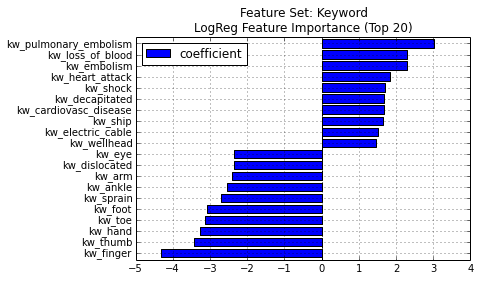 Feature Set: Keyword
LogReg Feature Importance (Top 20)
coefficient
kw_pulmonary_embolism
kw_loss_of_blood
kw_embolism
kw_heart_attack
kw_shock
kw_decapitated
kw_cardiovasc_disease
kw_ship
kw_electric_cable
kw_wellhead
kw_eye
kw_dislocated
kw_arm
kw_ankle
kw_sprain
kw_foot
kw_toe
kw_hand
kw_thumb
kw_finger
−5 −4 −3 −2 −1 0 1 2 3 4